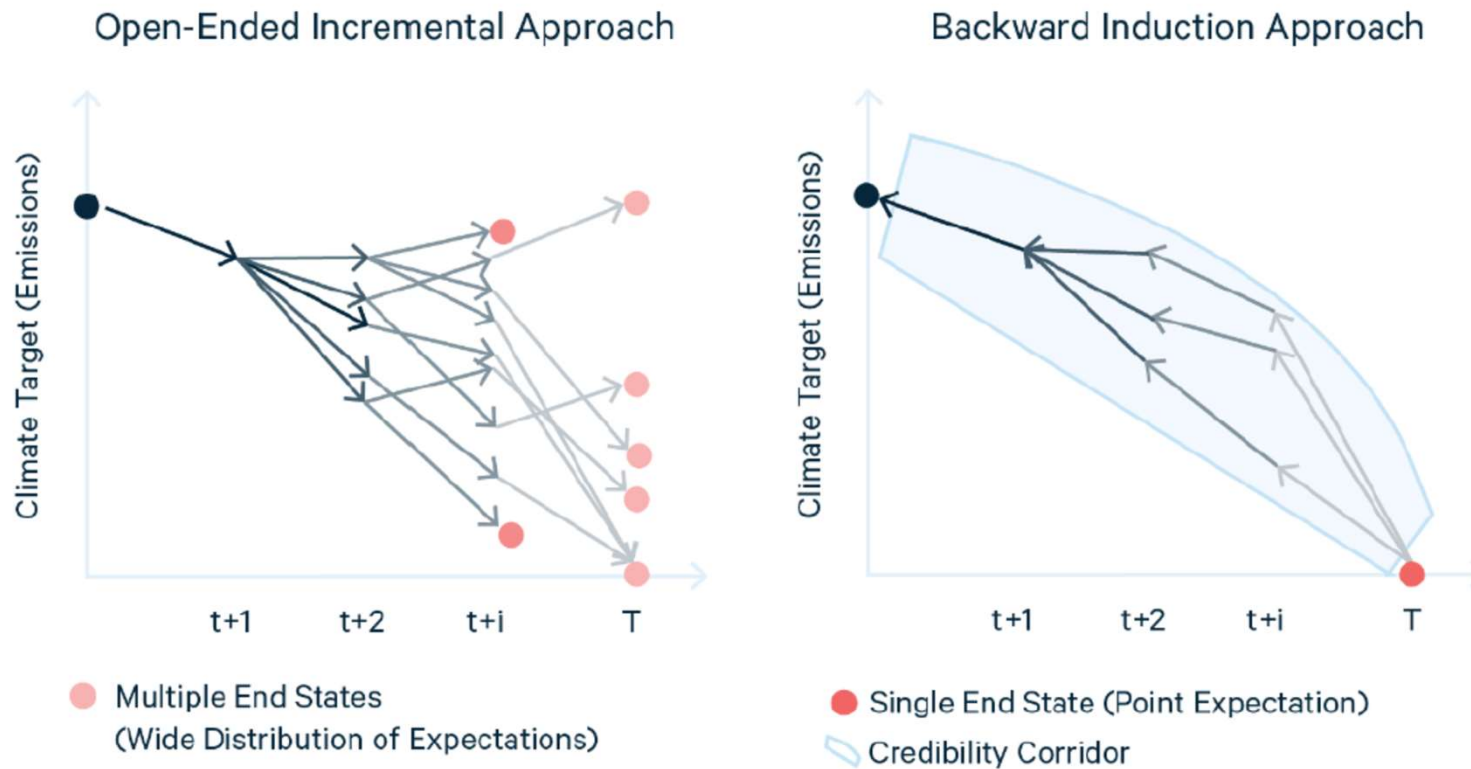 Open-Ended Incremental Approach
Climate Target (Emissions)
t+1
t+2
t+i
T
Multiple End States
(Wide Distribution of Expectations)
Backward Induction Approach
Climate Target (Emissions)
t+1
t+2
t+i
T
Single End State (Point Expectation)
Credibility Corridor